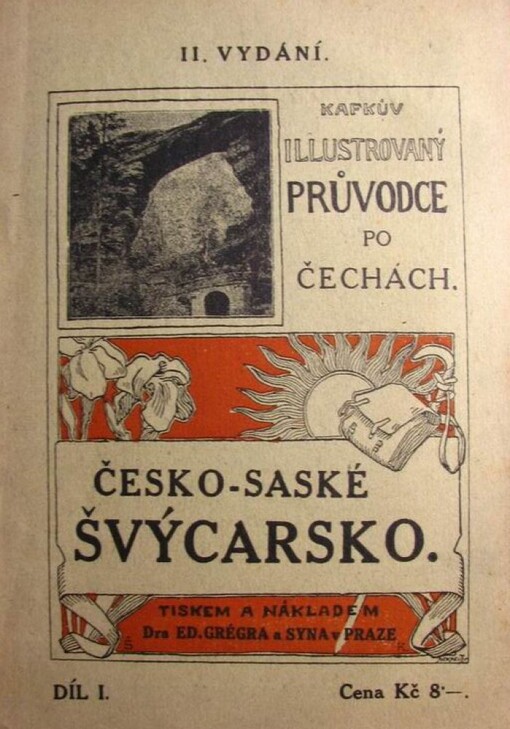 II. VYDÁNÍ.
KAFKŮV
ILLUSTROVANÝ
PRŮVODCE
PO
ČECHÁCH.
ČESKO-SASKÉ
ŠVÝCARSKO.
TISKEM A NÁKLADEM
Dra ED. GRÉGRA a SYNA v PRAZE
DÍL I.
Cena Kč 8·—.